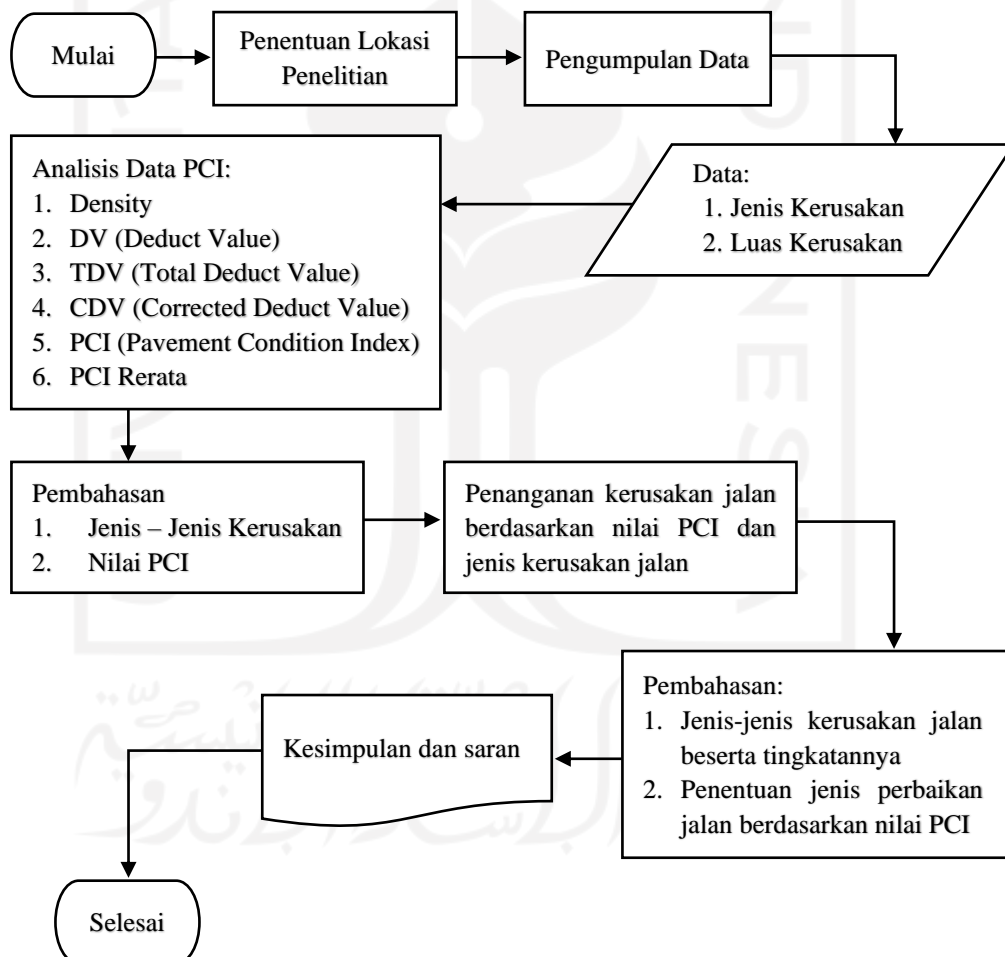 Mulai
Penentuan Lokasi
Penelitian
Pengumpulan Data
Data:
1. Jenis Kerusakan
2. Luas Kerusakan
Analisis Data PCI:
1. Density
2. DV (Deduct Value)
3. TDV (Total Deduct Value)
4. CDV (Corrected Deduct Value)
5. PCI (Pavement Condition Index)
6. PCI Rerata
Pembahasan
1. Jenis – Jenis Kerusakan
2. Nilai PCI
Penanganan kerusakan jalan
berdasarkan nilai PCI dan
jenis kerusakan jalan
Pembahasan:
1. Jenis-jenis kerusakan jalan
beserta tingkatannya
2. Penentuan jenis perbaikan
jalan berdasarkan nilai PCI
Kesimpulan dan saran
Selesai